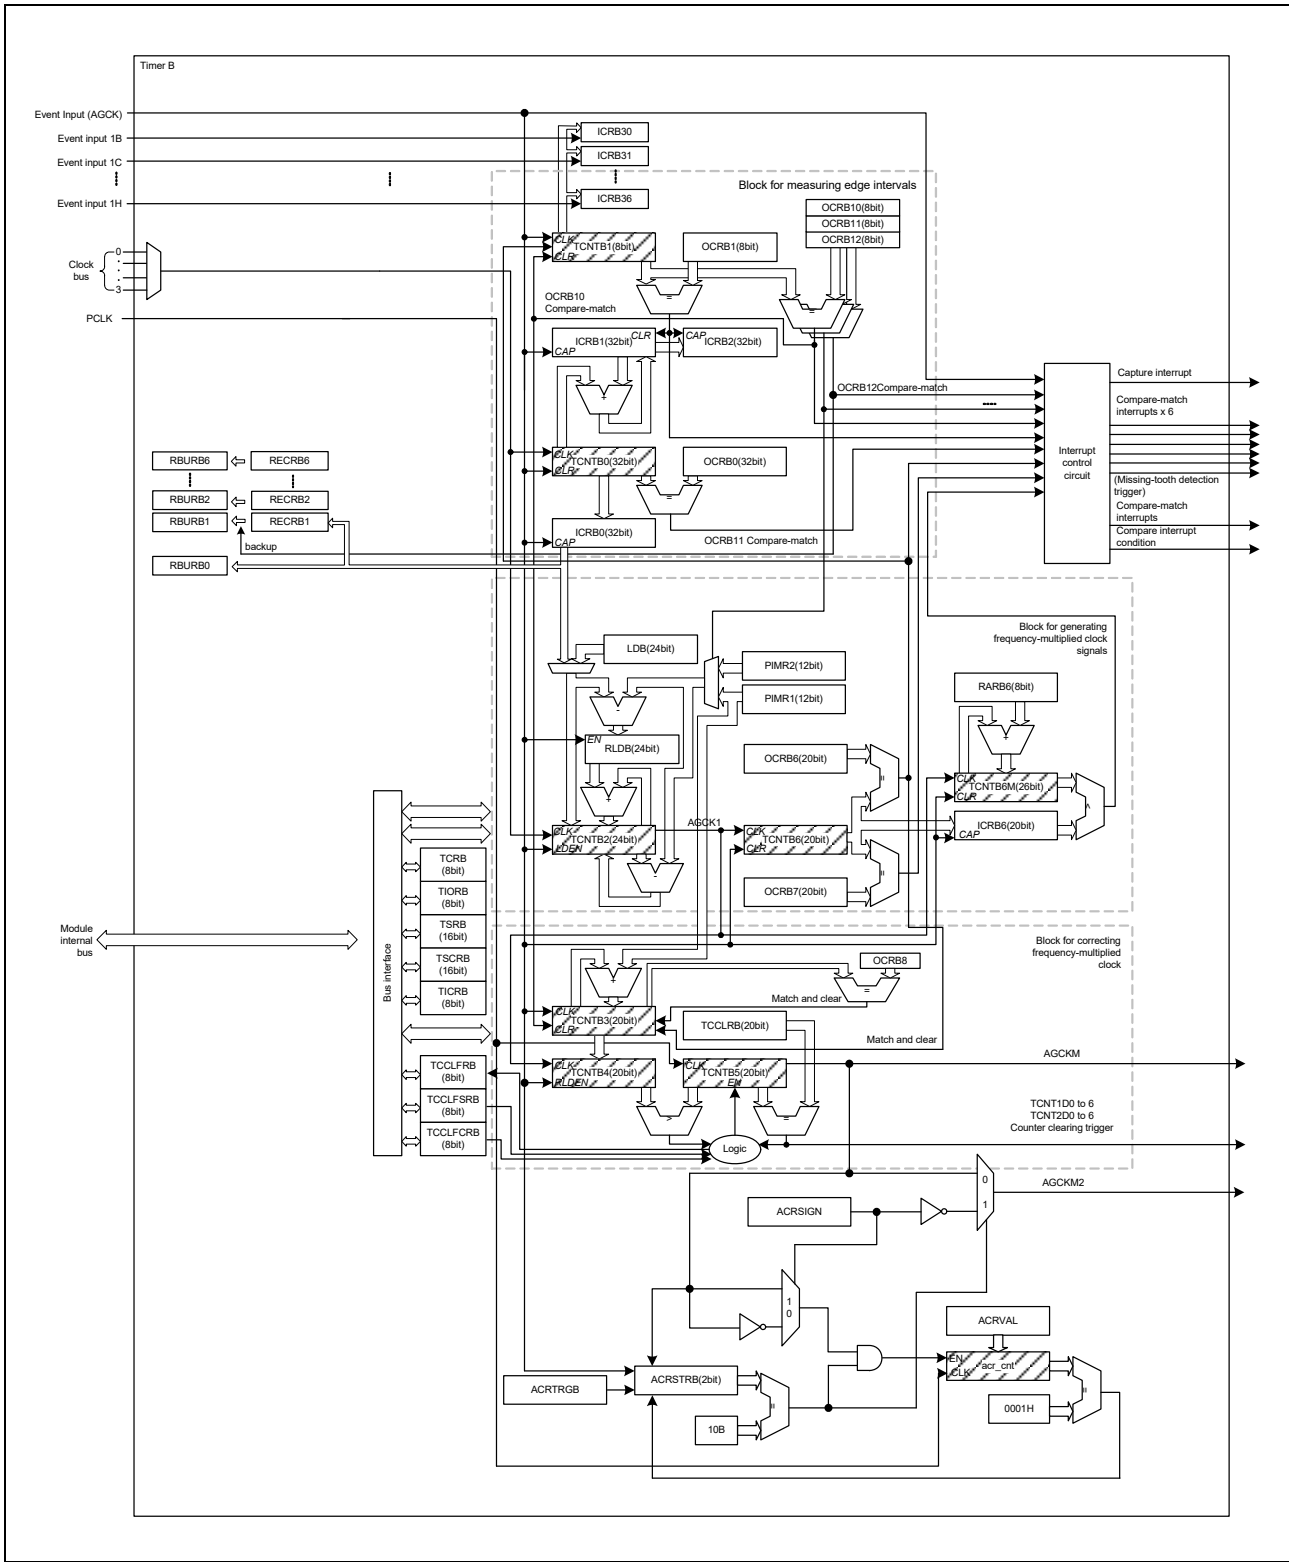 Timer B
Event Input (AGCK)
Event input 1B
Event input 1C
Event input 1H
ICRB30
ICRB31
ICRB36
Block for measuring edge intervals
OCRB10(8bit)
OCRB11(8bit)
OCRB12(8bit)
CLK
TCNTB1(8bit)
CLR
OCRB1(8bit)
=
=
Clock
bus
0
3
PCLK
OCRB10
Compare-match
ICRB1(32bit)
CLR
CAP
CAP
ICRB2(32bit)
+
OCRB12Compare-match
Capture interrupt
Compare-match
interrupts x 6
Interrupt
control
circuit
(Missing-tooth detection
trigger)
Compare-match
interrupts
Compare interrupt
condition
CLK
TCNTB0(32bit)
CLR
OCRB0(32bit)
=
ICRB0(32bit)
CAP
OCRB11 Compare-match
RBURB6
RECRB6
RBURB2
RECRB2
RBURB1
RECRB1
backup
RBURB0
Block for generating
frequency-multiplied clock
signals
LDB(24bit)
PIMR2(12bit)
PIMR1(12bit)
-
EN
RLDB(24bit)
+
RARB6(8bit)
+
OCRB6(20bit)
=
CLK
TCNTB6M(26bit)
CLR
<
ICRB6(20bit)
CAP
AGCK1
CLK
TCNTB2(24bit)
LDEN
-
CLK
TCNTB6(20bit)
CLR
=
OCRB7(20bit)
Block for correcting
frequency-multiplied
clock
Module
internal
bus
Bus interface
TCRB
(8bit)
TIORB
(8bit)
TSRB
(16bit)
TSCRB
(16bit)
TICRB
(8bit)
TCCLFRB
(8bit)
TCCLFSRB
(8bit)
TCCLFCRB
(8bit)
+
OCRB8
=
Match and clear
CLK
TCNTB3(20bit)
CLR
TCCLRB(20bit)
Match and clear
CLK
TCNTB4(20bit)
RLDEN
CLK
TCNTB5(20bit)
EN
>
=
Logic
AGCKM
TCNT1D0 to 6
TCNT2D0 to 6
Counter clearing trigger
AGCKM2
0
1
ACRSIGN
1
0
ACRVAL
EN
acr_cnt
CLK
ACRTRGB
ACRSTRB(2bit)
=
10B
0001H
=